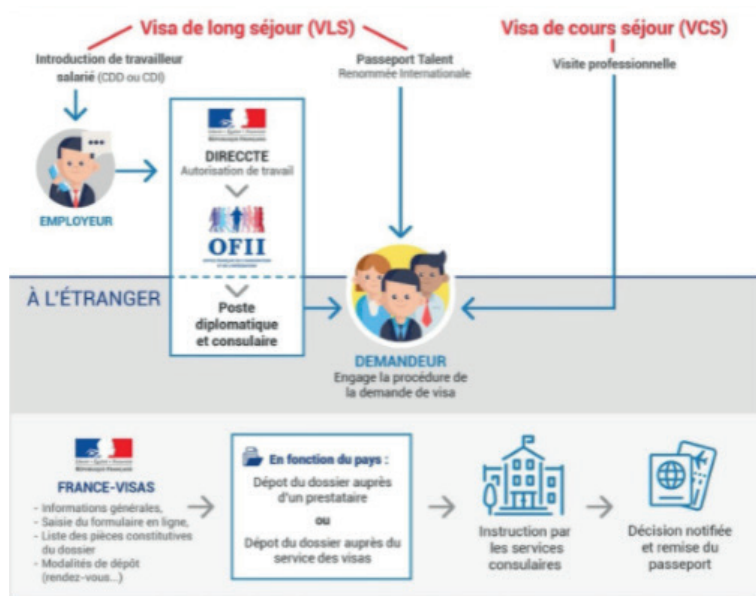 Visa de long séjour (VLS)
Visa de cours séjour (VCS)
Introduction de travailleur
salarié (CDD ou CDI)
Passeport Talent
Renommée Internationale
Visite professionnelle
RÉPUBLIQUE FRANÇAISE
DIRECCTE
Autorisation de travail
EMPLOYEUR
OFII
À L'ÉTRANGER
Poste
diplomatique
et consulaire
DEMANDEUR
Engage la procédure de
la demande de visa
FRANCE-VISAS
- Informations générales,
- Saisie du formulaire en ligne,
- Liste des pièces constitutives
du dossier
- Modalités de dépôt
(rendez-vous...)
En fonction du pays :
Dépot du dossier auprès
d'un prestataire
ou
Dépot du dossier auprès du
service des visas
Instruction par
les services
consulaires
Décision notifiée
et remise du
passeport